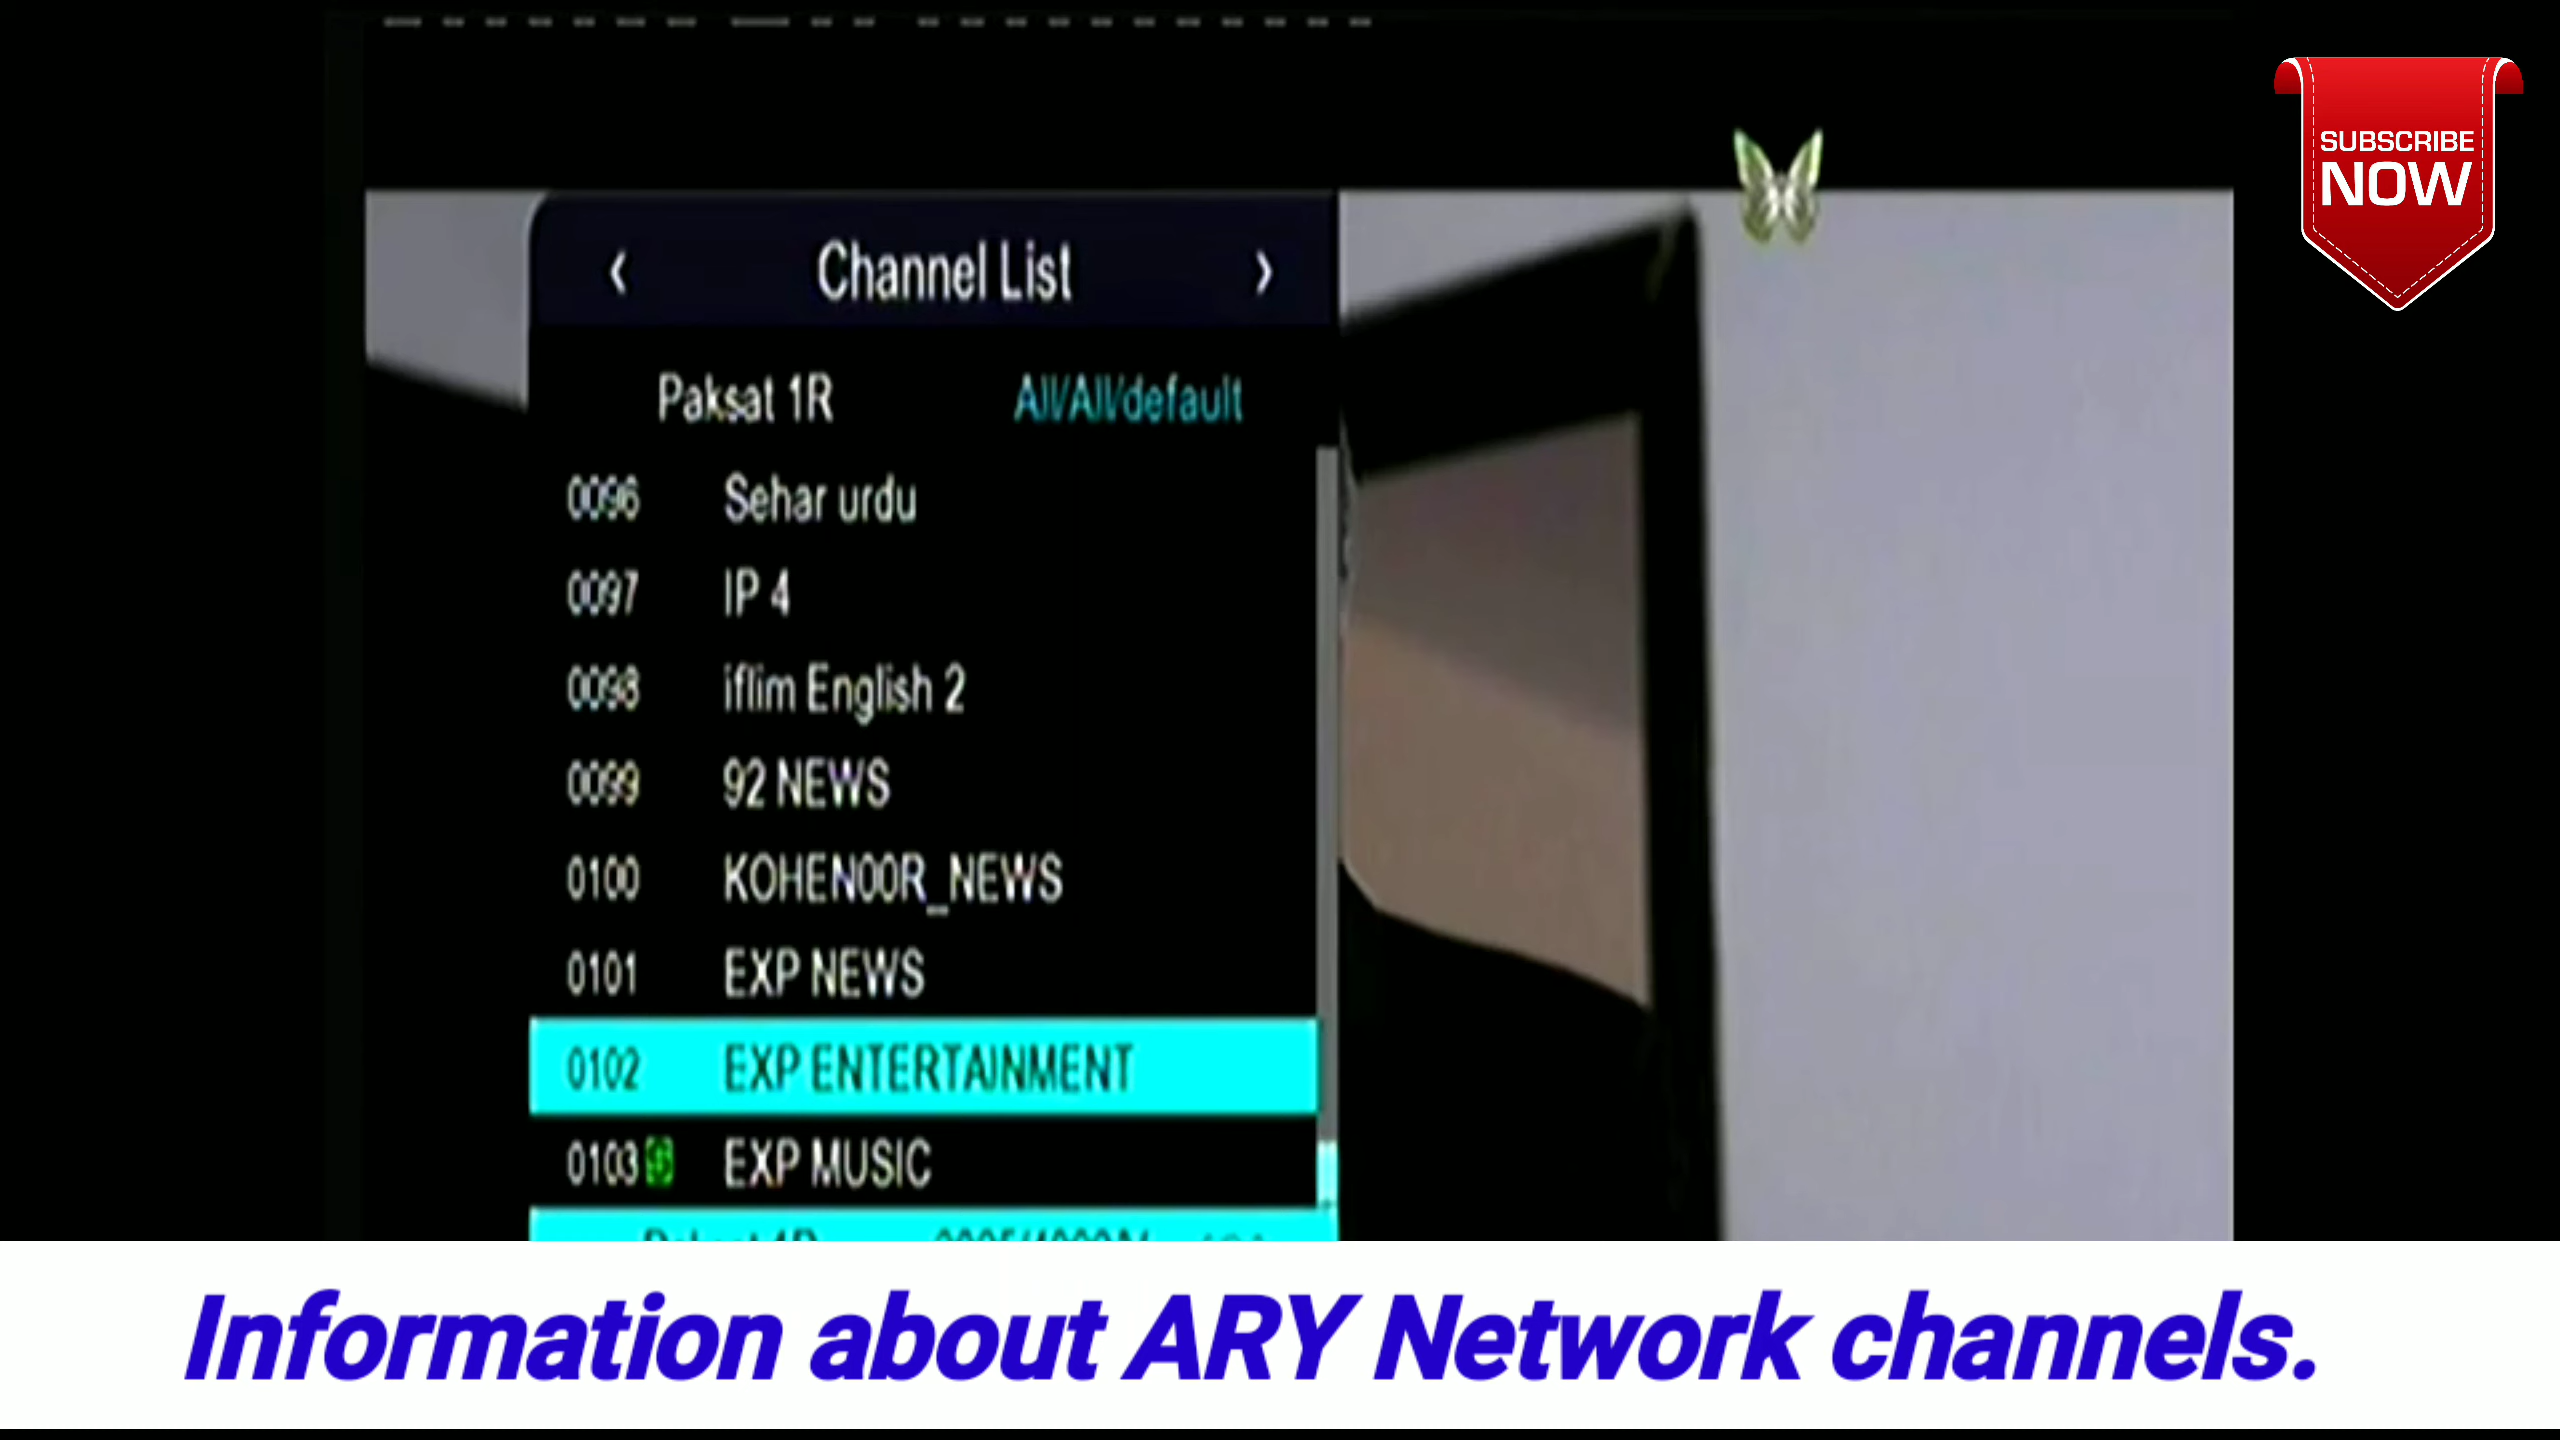 SUBSCRIBE
NOW
‹ Channel List ›
Paksat 1R All/All/default
0096 Sehar urdu
0097 IP 4
0098 iflim English 2
0099 92 NEWS
0100 KOHEN00R_NEWS
0101 EXP NEWS
0102 EXP ENTERTAINMENT
0103 EXP MUSIC
Information about ARY Network channels.